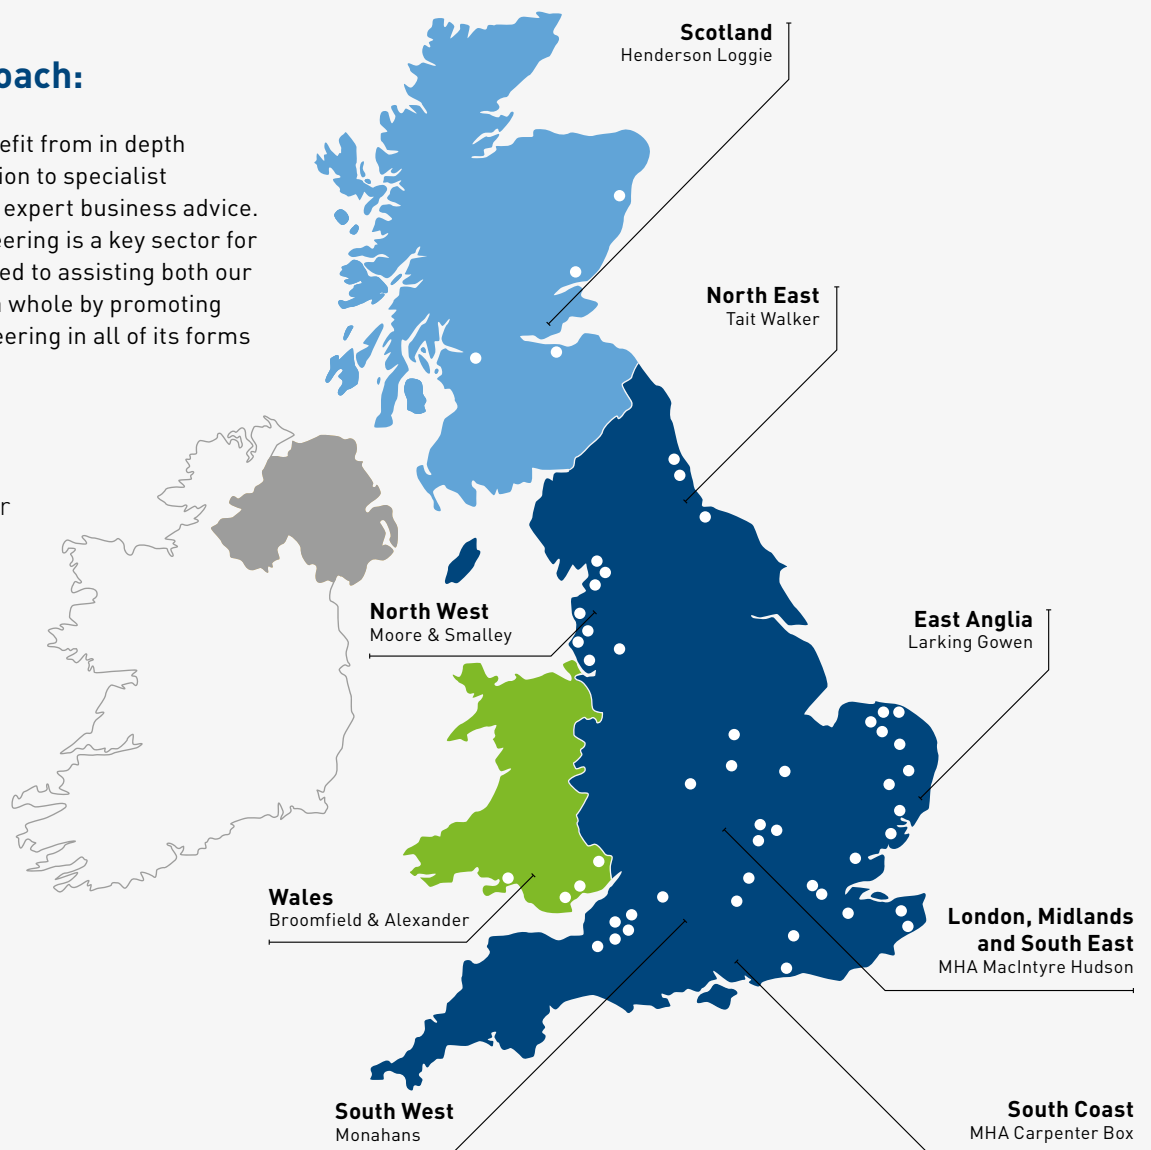 oach:
efit from in depth
ion to specialist
expert business advice.
eering is a key sector for
ed to assisting both our
whole by promoting
eering in all of its forms
r
Scotland
Henderson Loggie
North East
Tait Walker
North West
Moore & Smalley
East Anglia
Larking Gowen
Wales
Broomfield & Alexander
London, Midlands
and South East
MHA MacIntyre Hudson
South West
Monahans
South Coast
MHA Carpenter Box